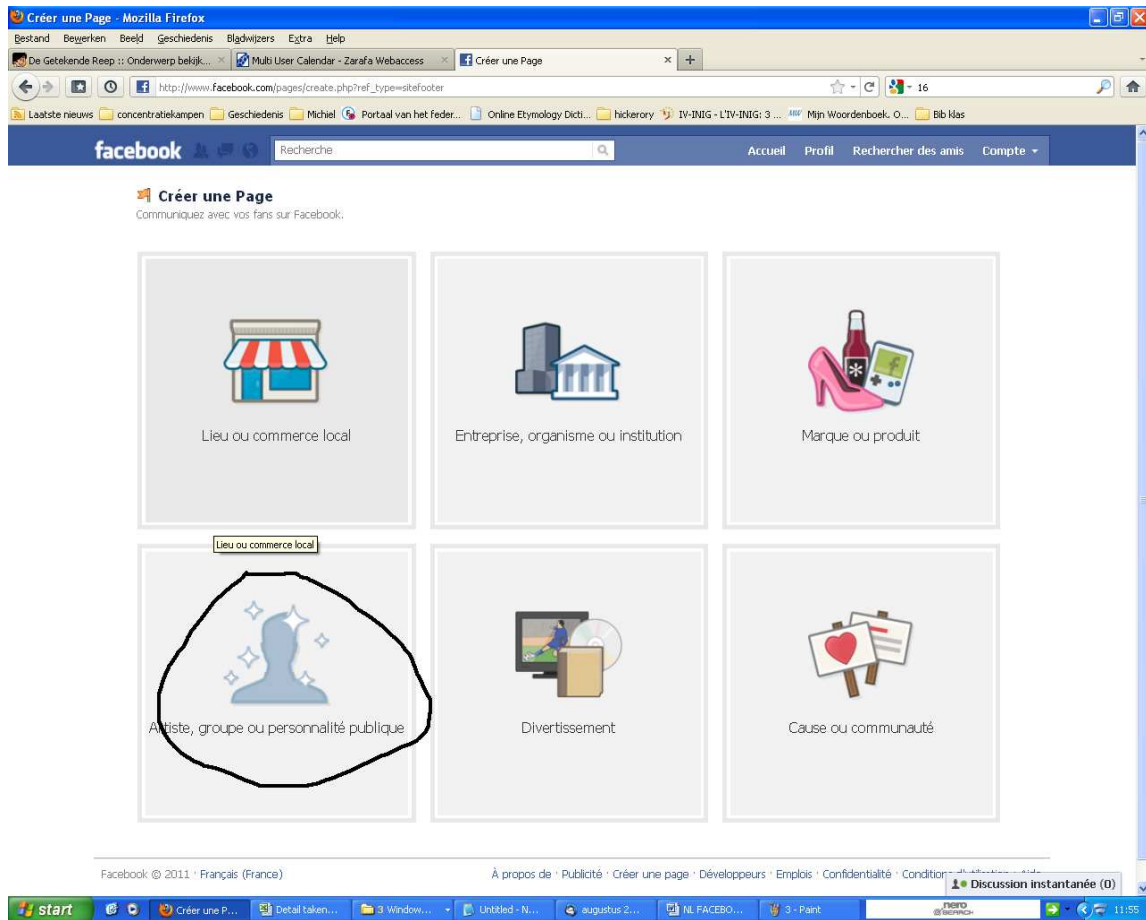 Créer une Page - Mozilla Firefox
Bestand Bewerken Beeld Geschiedenis Bladwijzers Extra Help
De Getekende Reep :: Onderwerp bekijk... Multi User Calendar - Zarafa Webaccess Créer une Page
http://www.facebook.com/pages/create.php?ref_type=sitefooter 16
Laatste nieuws concentratiekampen Geschiedenis Michiel Portaal van het feder... Online Etymology Dicti... hickerory IV-INIG - L'IV-INIG: 3 ... Mijn Woordenboek. O... Bib klas
facebook Recherche Accueil Profil Rechercher des amis Compte
Créer une Page
Communiquez avec vos fans sur Facebook.
Lieu ou commerce local Entreprise, organisme ou institution Marque ou produit
Lieu ou commerce local
Artiste, groupe ou personnalité publique Divertissement Cause ou communauté
Facebook © 2011 · Français (France) À propos de · Publicité · Créer une page · Développeurs · Emplois · Confidentialité ·
Discussion instantanée (0)
start Créer une P... Detail taken... 3 Window... Untitled - N... augustus 2... NL FACEBO... 3 - Paint nero SEARCH 11:55